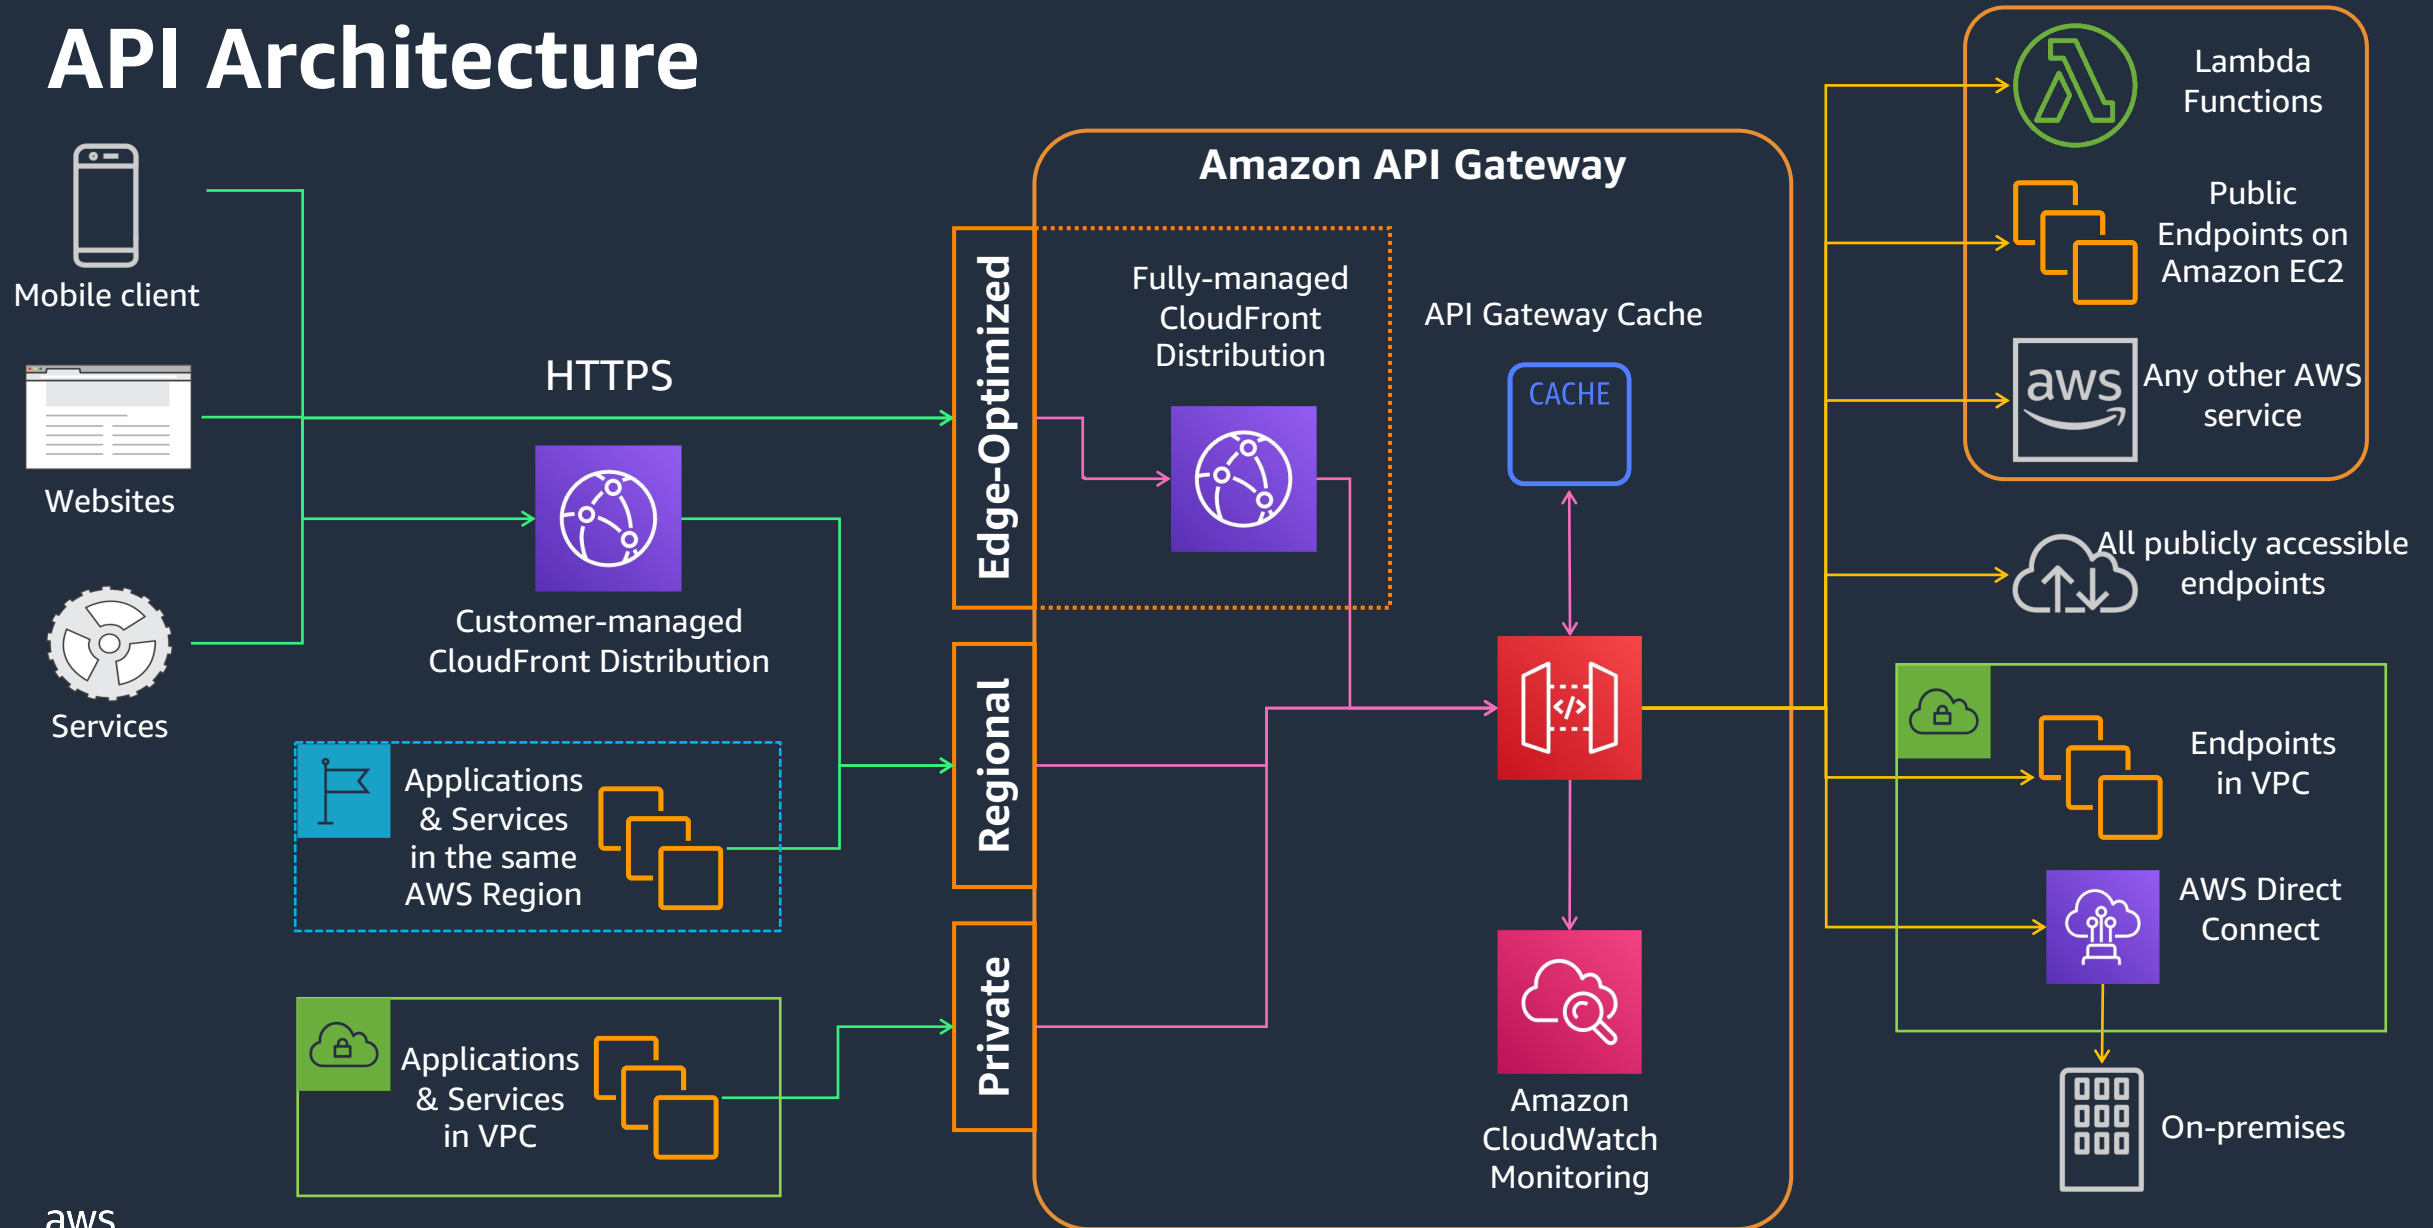 API Architecture
Mobile client
Websites
Services
HTTPS
Customer-managed
CloudFront Distribution
Applications
& Services
in the same
AWS Region
Applications
& Services
in VPC
Edge-Optimized
Regional
Private
Amazon API Gateway
Fully-managed
CloudFront
Distribution
API Gateway Cache
CACHE
</>
Amazon
CloudWatch
Monitoring
Lambda
Functions
Public
Endpoints on
Amazon EC2
aws
Any other AWS
service
All publicly accessible
endpoints
Endpoints
in VPC
AWS Direct
Connect
On-premises
aws